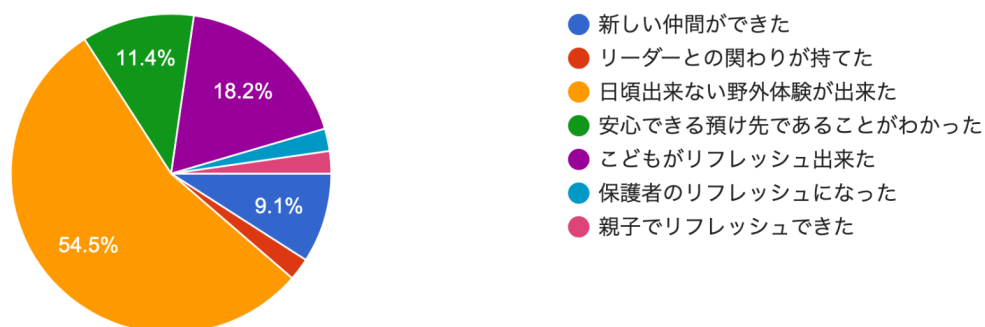 11.4%
18.2%
9.1%
54.5%
新しい仲間ができた
リーダーとの関わりが持てた
日頃出来ない野外体験が出来た
安心できる預け先であることがわかった
こどもがリフレッシュ出来た
保護者のリフレッシュになった
親子でリフレッシュできた